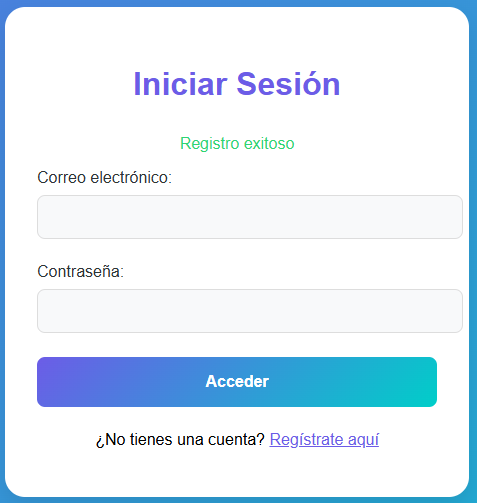 Iniciar Sesión
Registro exitoso
Correo electrónico:
Contraseña:
Acceder
¿No tienes una cuenta? Regístrate aquí